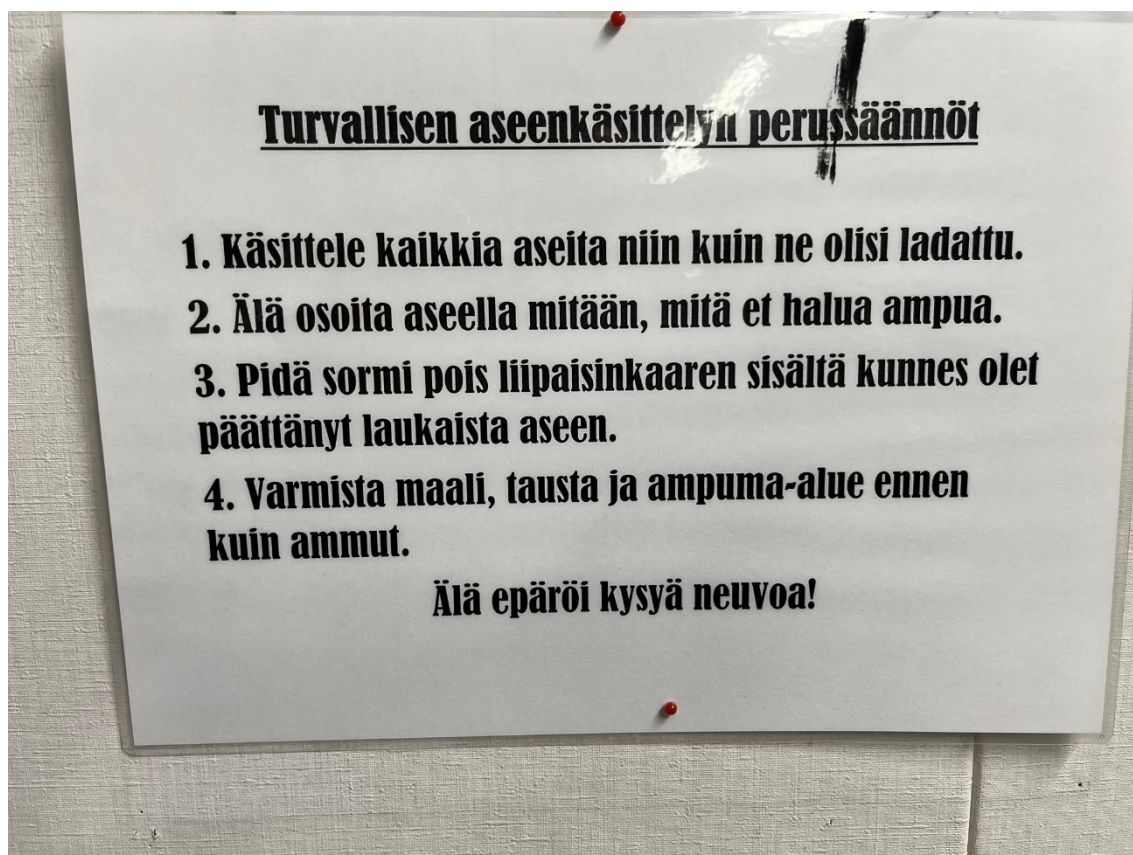 Turvallisen aseenkäsittelyn perussäännöt
1. Käsittele kaikkia aseita niin kuin ne olisi ladattu.
2. Älä osoita aseella mitään, mitä et halua ampua.
3. Pidä sormi pois liipaisinkaaren sisältä kunnes olet
päättänyt laukaista aseen.
4. Varmista maali, tausta ja ampuma-alue ennen
kuin ammut.
Älä epäröi kysyä neuvoa!